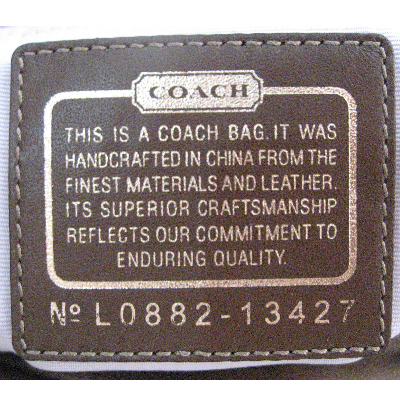 COACH
THIS IS A COACH BAG. IT WAS
HANDCRAFTED IN CHINA FROM THE
FINEST MATERIALS AND LEATHER.
ITS SUPERIOR CRAFTSMANSHIP
REFLECTS OUR COMMITMENT TO
ENDURING QUALITY.
Nº L0882-13427